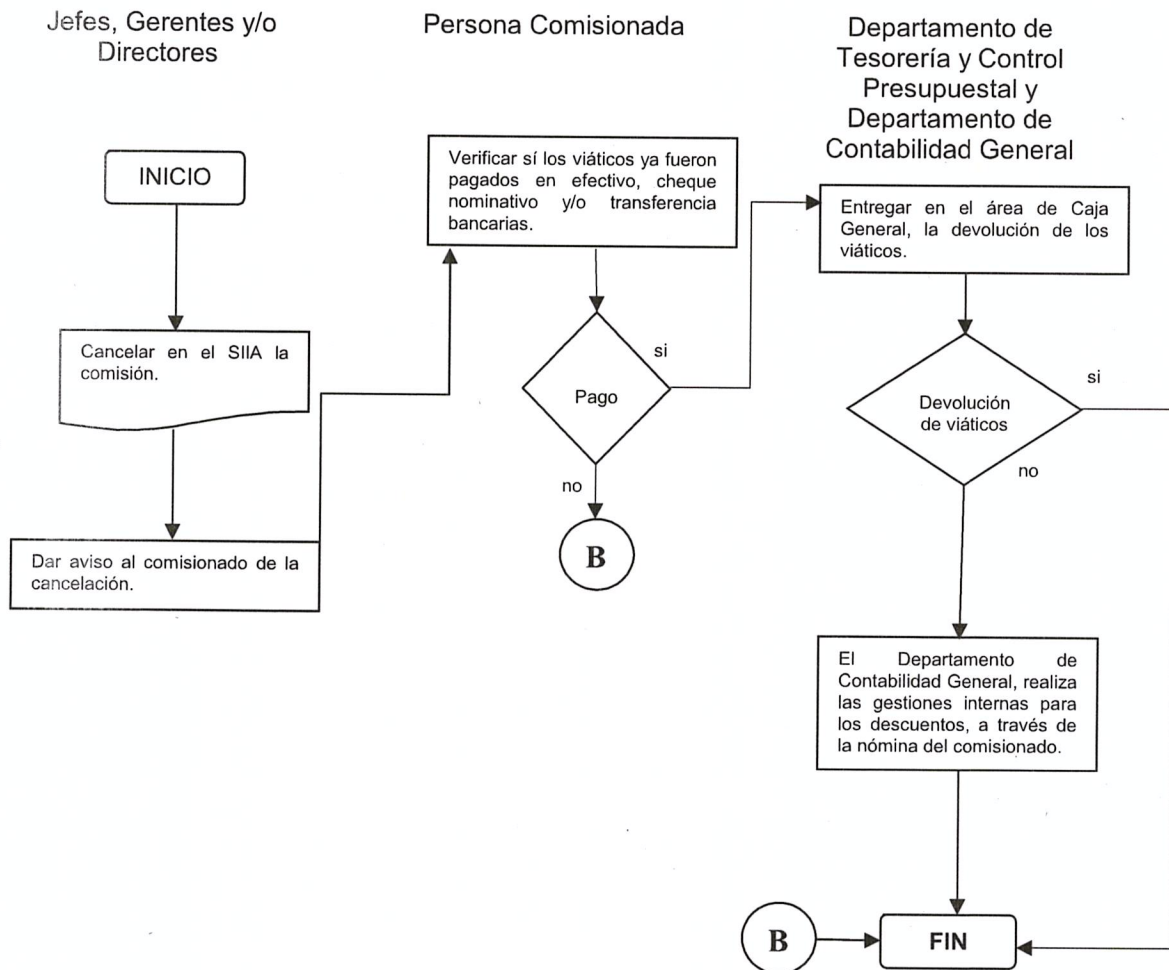 Jefes, Gerentes y/o
Directores
INICIO
Cancelar en el SIIA la
comisión.
Dar aviso al comisionado de la
cancelación.
Persona Comisionada
Verificar sí los viáticos ya fueron
pagados en efectivo, cheque
nominativo y/o transferencia
bancarias.
si
Pago
no
B
Departamento de
Tesorería y Control
Presupuestal y
Departamento de
Contabilidad General
Entregar en el área de Caja
General, la devolución de los
viáticos.
si
Devolución
de viáticos
no
El Departamento de
Contabilidad General, realiza
las gestiones internas para
los descuentos, a través de
la nómina del comisionado.
B
FIN